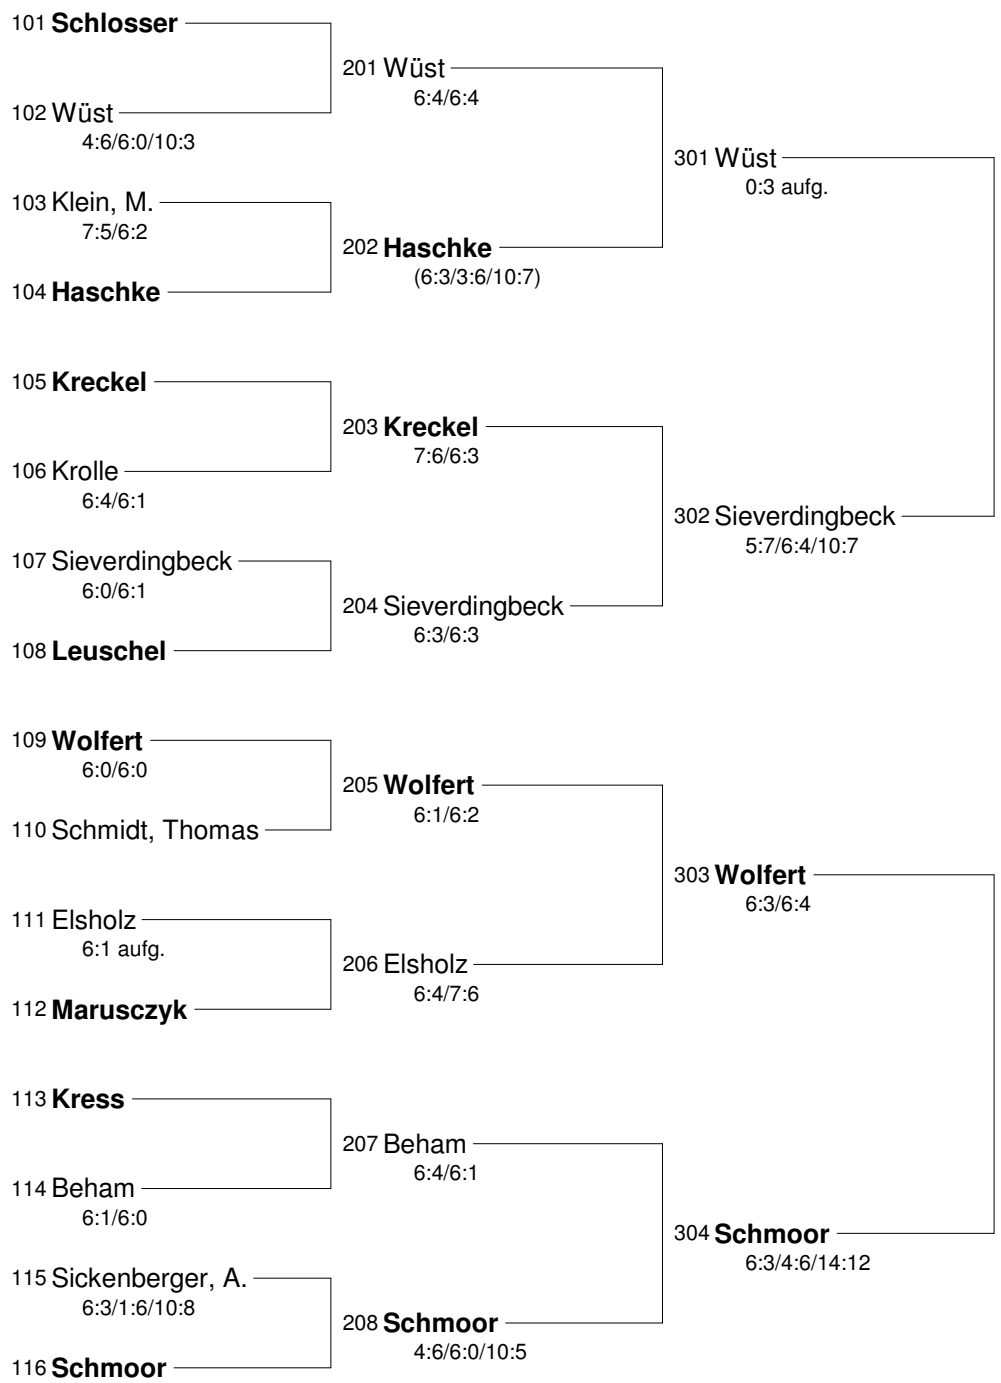 101 Schlosser
102 Wüst
4:6/6:0/10:3
103 Klein, M.
7:5/6:2
104 Haschke
105 Kreckel
106 Krolle
6:4/6:1
107 Sieverdingbeck
6:0/6:1
108 Leuschel
109 Wolfert
6:0/6:0
110 Schmidt, Thomas
111 Elsholz
6:1 aufg.
112 Marusczyk
113 Kress
114 Beham
6:1/6:0
115 Sickenberger, A.
6:3/1:6/10:8
116 Schmoor
201 Wüst
6:4/6:4
202 Haschke
(6:3/3:6/10:7)
203 Kreckel
7:6/6:3
204 Sieverdingbeck
6:3/6:3
205 Wolfert
6:1/6:2
206 Elsholz
6:4/7:6
207 Beham
6:4/6:1
208 Schmoor
4:6/6:0/10:5
301 Wüst
0:3 aufg.
302 Sieverdingbeck
5:7/6:4/10:7
303 Wolfert
6:3/6:4
304 Schmoor
6:3/4:6/14:12